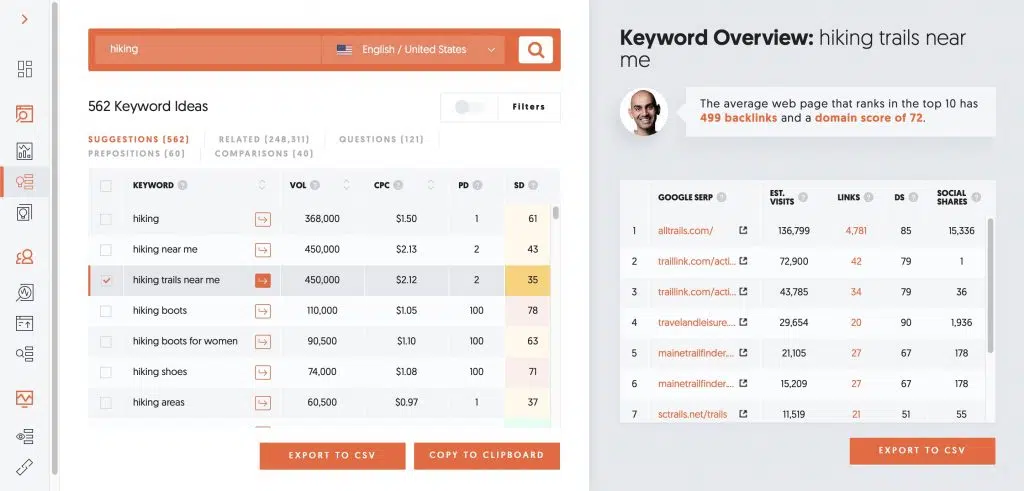 hiking English / United States
562 Keyword Ideas
Filters
SUGGESTIONS (562) RELATED (248,311) QUESTIONS (121)
PREPOSITIONS (60) COMPARISONS (40)
KEYWORD VOL CPC PD SD
hiking 368,000 $1.50 1 61
hiking near me 450,000 $2.13 2 43
hiking trails near me 450,000 $2.12 2 35
hiking boots 110,000 $1.05 100 78
hiking boots for women 90,500 $1.10 100 63
hiking shoes 74,000 $1.08 100 71
hiking areas 60,500 $0.97 1 37
EXPORT TO CSV COPY TO CLIPBOARD
Keyword Overview: hiking trails near
me
The average web page that ranks in the top 10 has
499 backlinks and a domain score of 72.
GOOGLE SERP EST. VISITS LINKS DS SOCIAL SHARES
1 alltrails.com/ 136,799 4,781 85 15,336
2 traillink.com/acti... 72,900 42 79 1
3 traillink.com/acti... 43,785 34 79 36
4 travelandleisure.... 29,654 20 90 1,936
5 mainetrailfinder.... 21,105 27 67 178
6 mainetrailfinder.... 15,209 27 67 178
7 sctrails.net/trails 11,519 21 51 55
EXPORT TO CSV